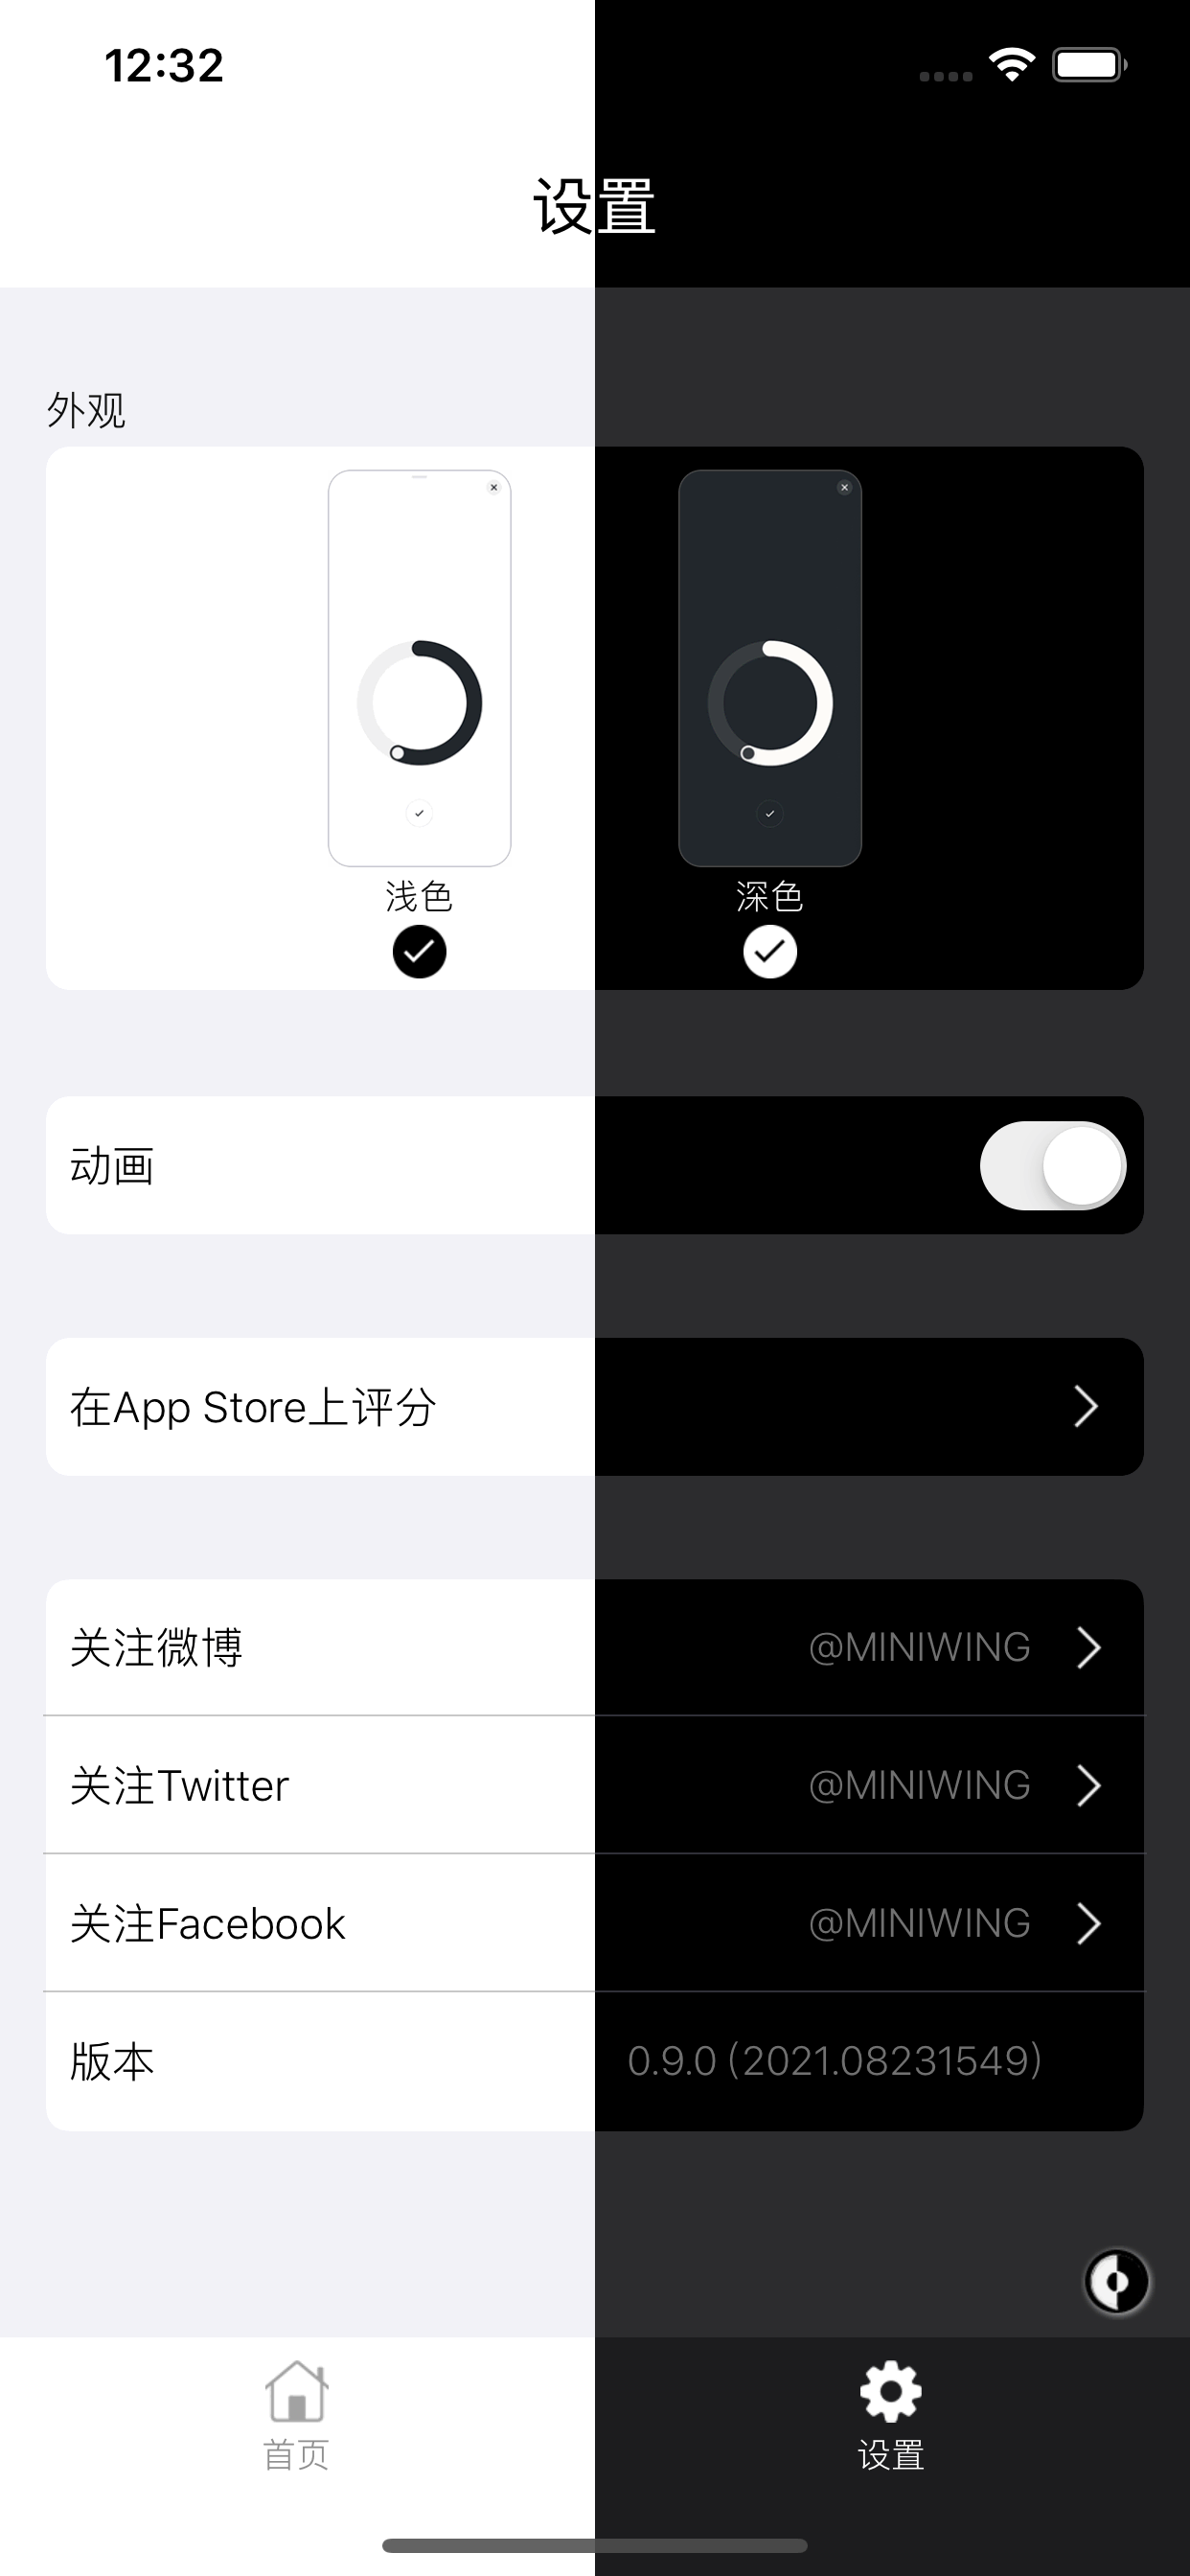 12:32
设置
外观
浅色 深色
动画
在App Store上评分
关注微博 @MINIWING
关注Twitter @MINIWING
关注Facebook @MINIWING
版本 0.9.0 (2021.08231549)
首页 设置